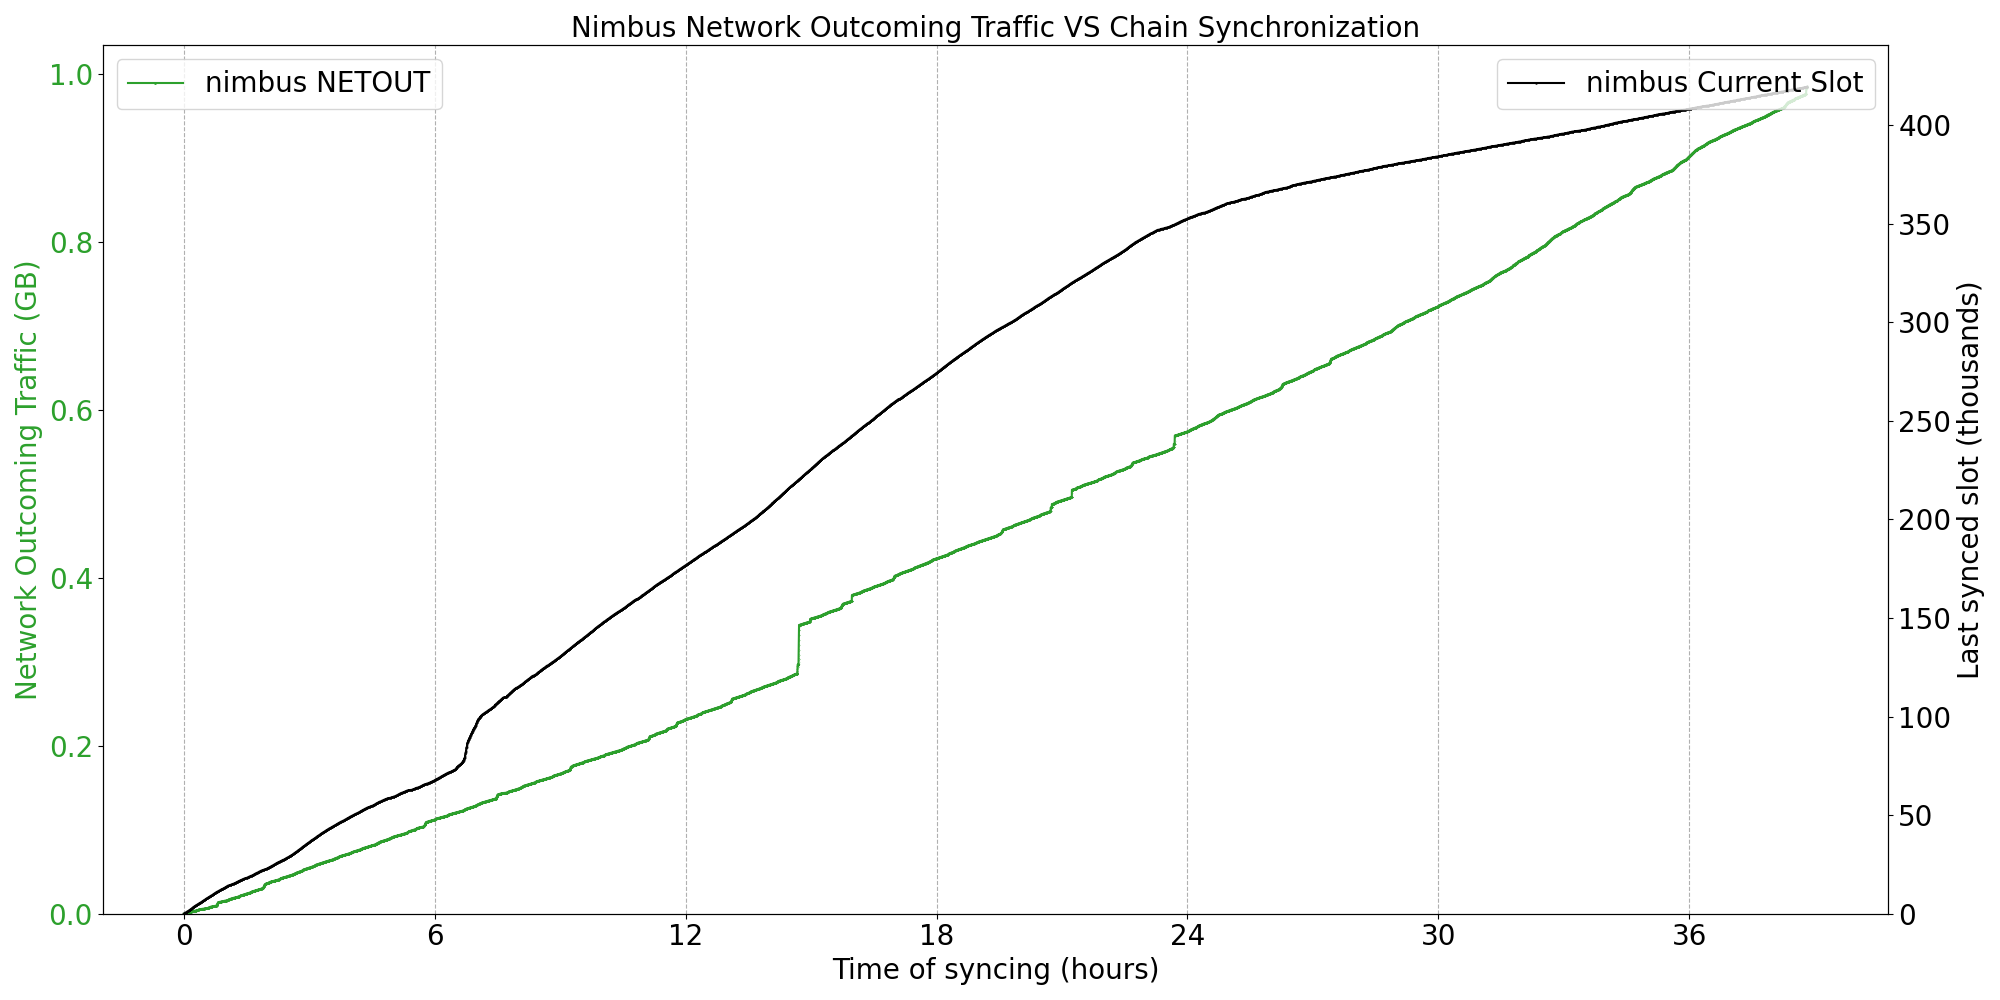 Nimbus Network Outcoming Traffic VS Chain Synchronization
nimbus NETOUT
nimbus Current Slot
Network Outcoming Traffic (GB)
1.0
0.8
0.6
0.4
0.2
0.0
Last synced slot (thousands)
400
350
300
250
200
150
100
50
0
0 6 12 18 24 30 36
Time of syncing (hours)